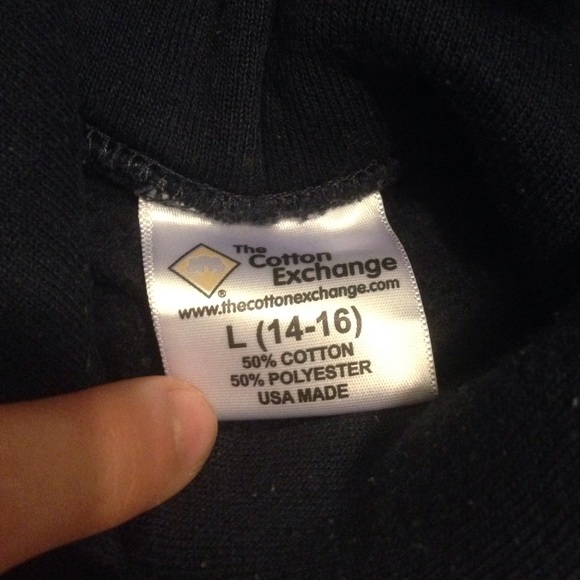 The
Cotton
Exchange
®
www.thecottonexchange.com
L (14-16)
50% COTTON
50% POLYESTER
USA MADE